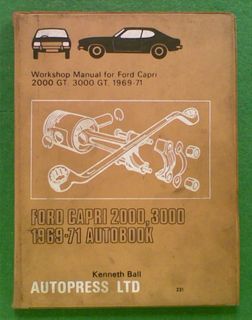 Workshop Manual for Ford Capri
2000 GT. 3000 GT. 1969-71
FORD CAPRI 2000, 3000
1969-71 AUTOBOOK
Kenneth Ball
AUTOPRESS LTD
231